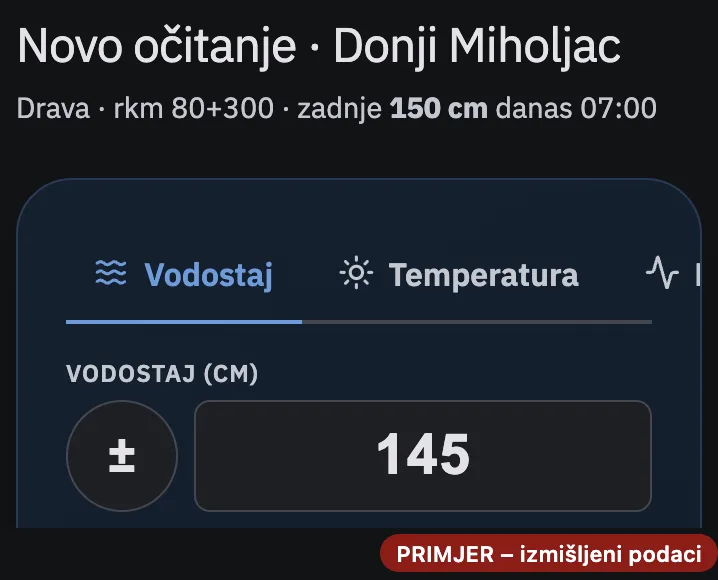 Novo očitanje · Donji Miholjac
Drava · rkm 80+300 · zadnje 150 cm danas 07:00
Vodostaj Temperatura
VODOSTAJ (CM)
± 145
PRIMJER – izmišljeni podaci